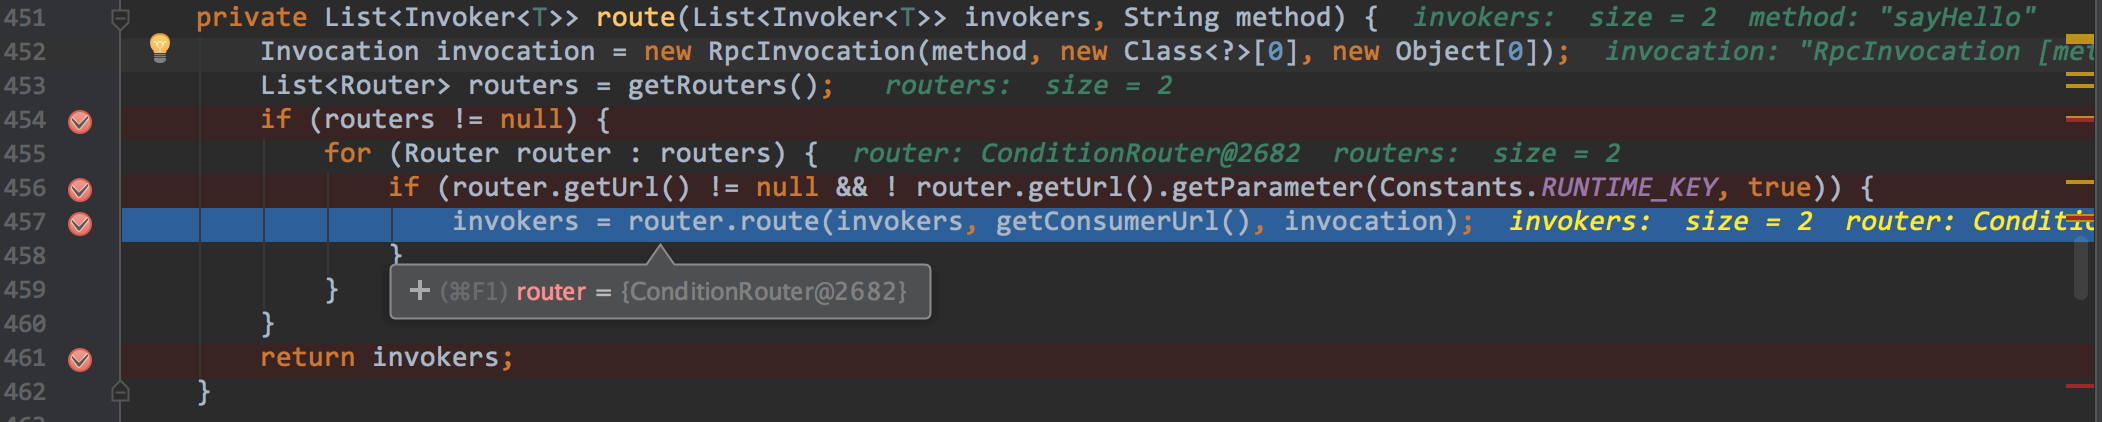 451 private List<Invoker<T>> route(List<Invoker<T>> invokers, String method) { invokers: size = 2 method: "sayHello"
452 Invocation invocation = new RpcInvocation(method, new Class<?>[0], new Object[0]); invocation: "RpcInvocation [met
453 List<Router> routers = getRouters(); routers: size = 2
454 if (routers != null) {
455 for (Router router : routers) { router: ConditionRouter@2682 routers: size = 2
456 if (router.getUrl() != null && ! router.getUrl().getParameter(Constants.RUNTIME_KEY, true)) {
457 invokers = router.route(invokers, getConsumerUrl(), invocation); invokers: size = 2 router: Conditic
458 }
+ (⌘F1) router = {ConditionRouter@2682}
459 }
460 }
461 return invokers;
462 }